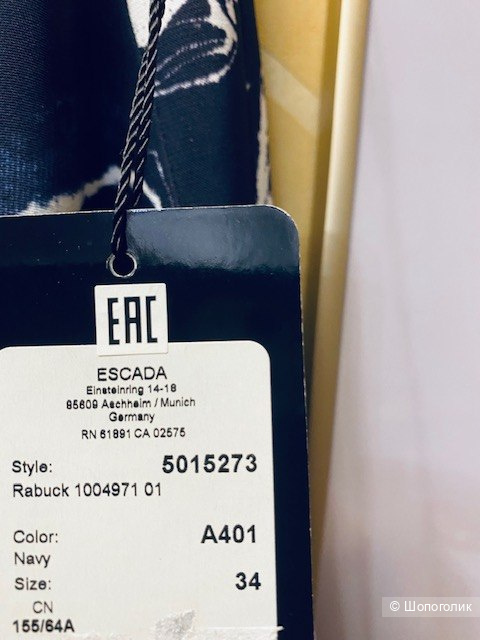 EAC
ESCADA
Einsteinring 14-18
85609 Aschheim / Munich
Germany
RN 61891 CA 02575
Style: 5015273
Rabuck 1004971 01
Color: A401
Navy
Size: 34
CN
155/64A
© Шопоголик